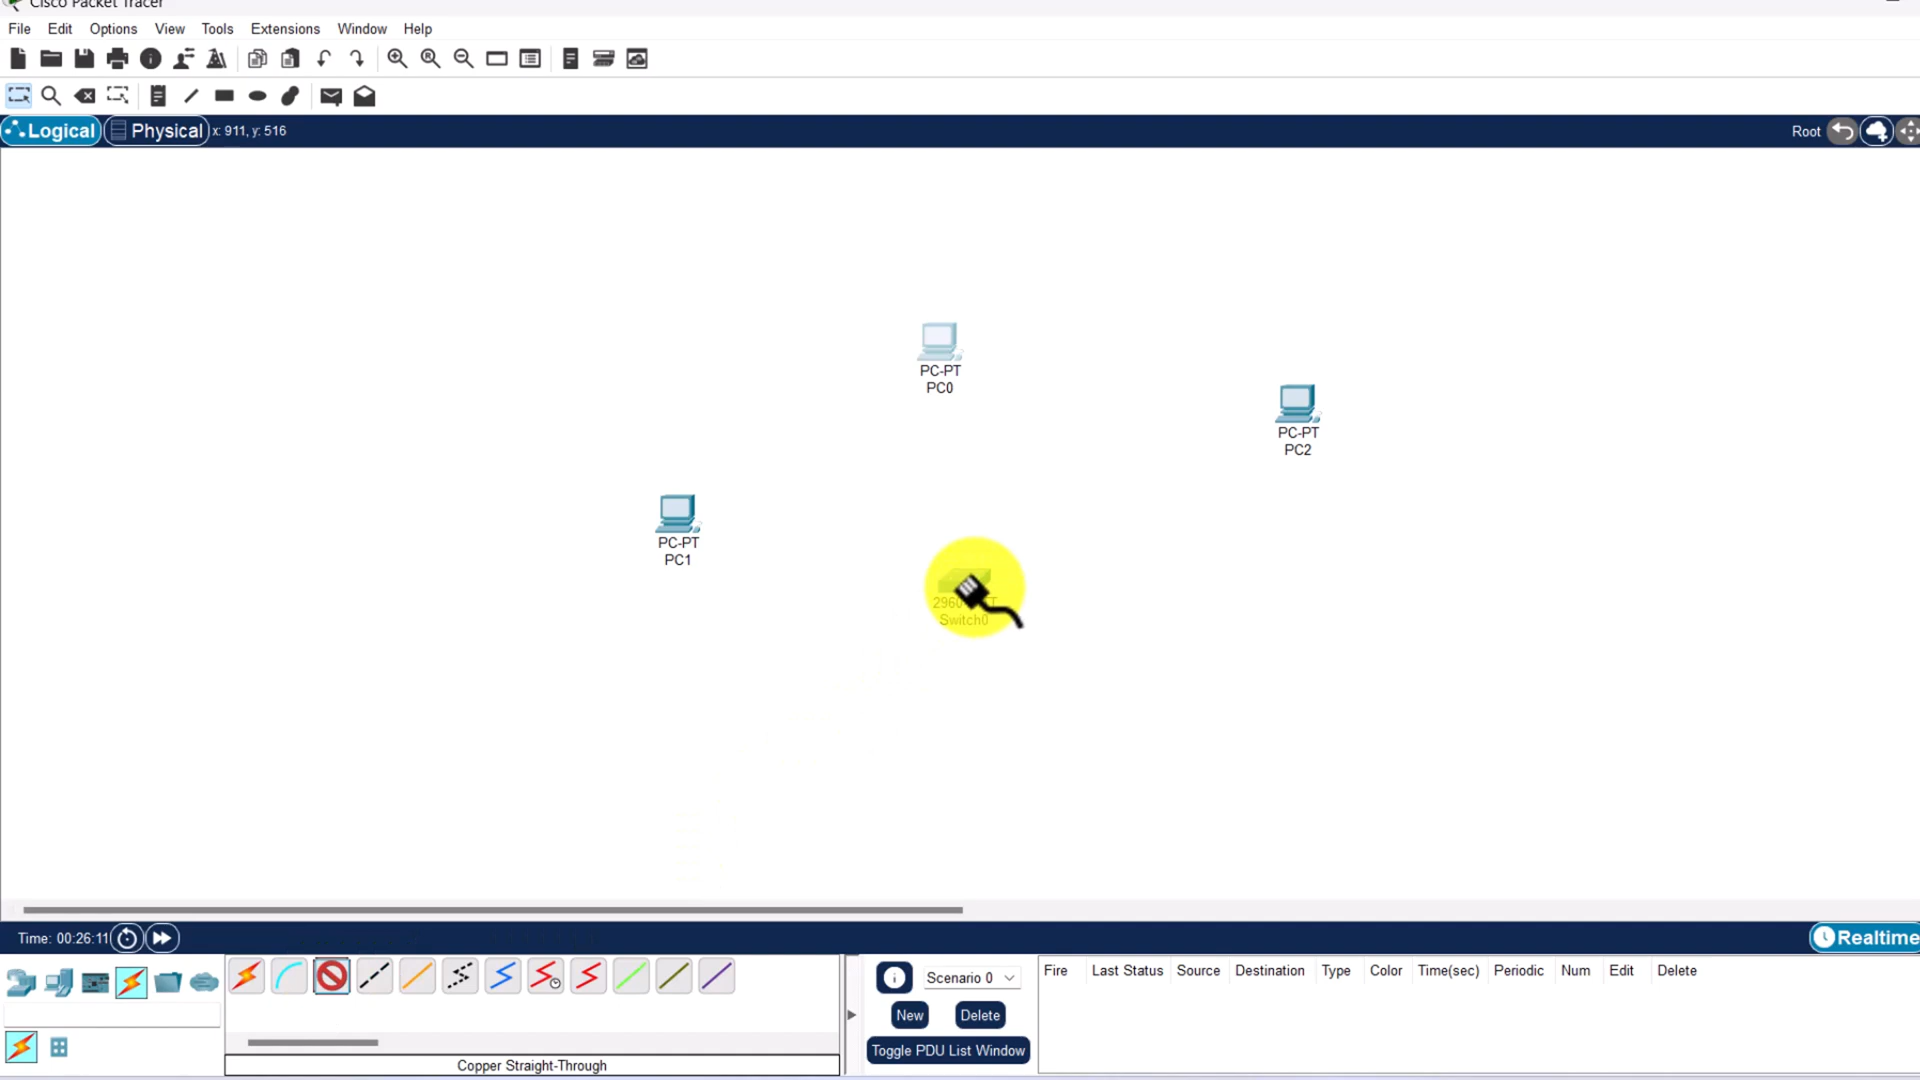 Cisco Packet Tracer
File Edit Options View Tools Extensions Window Help
Logical Physical x: 911, y: 516 Root
PC-PT
PC0
PC-PT
PC2
PC-PT
PC1
Switch0
Time: 00:26:11 Realtime
Scenario 0
New Delete
Toggle PDU List Window
Fire Last Status Source Destination Type Color Time(sec) Periodic Num Edit Delete
Copper Straight-Through